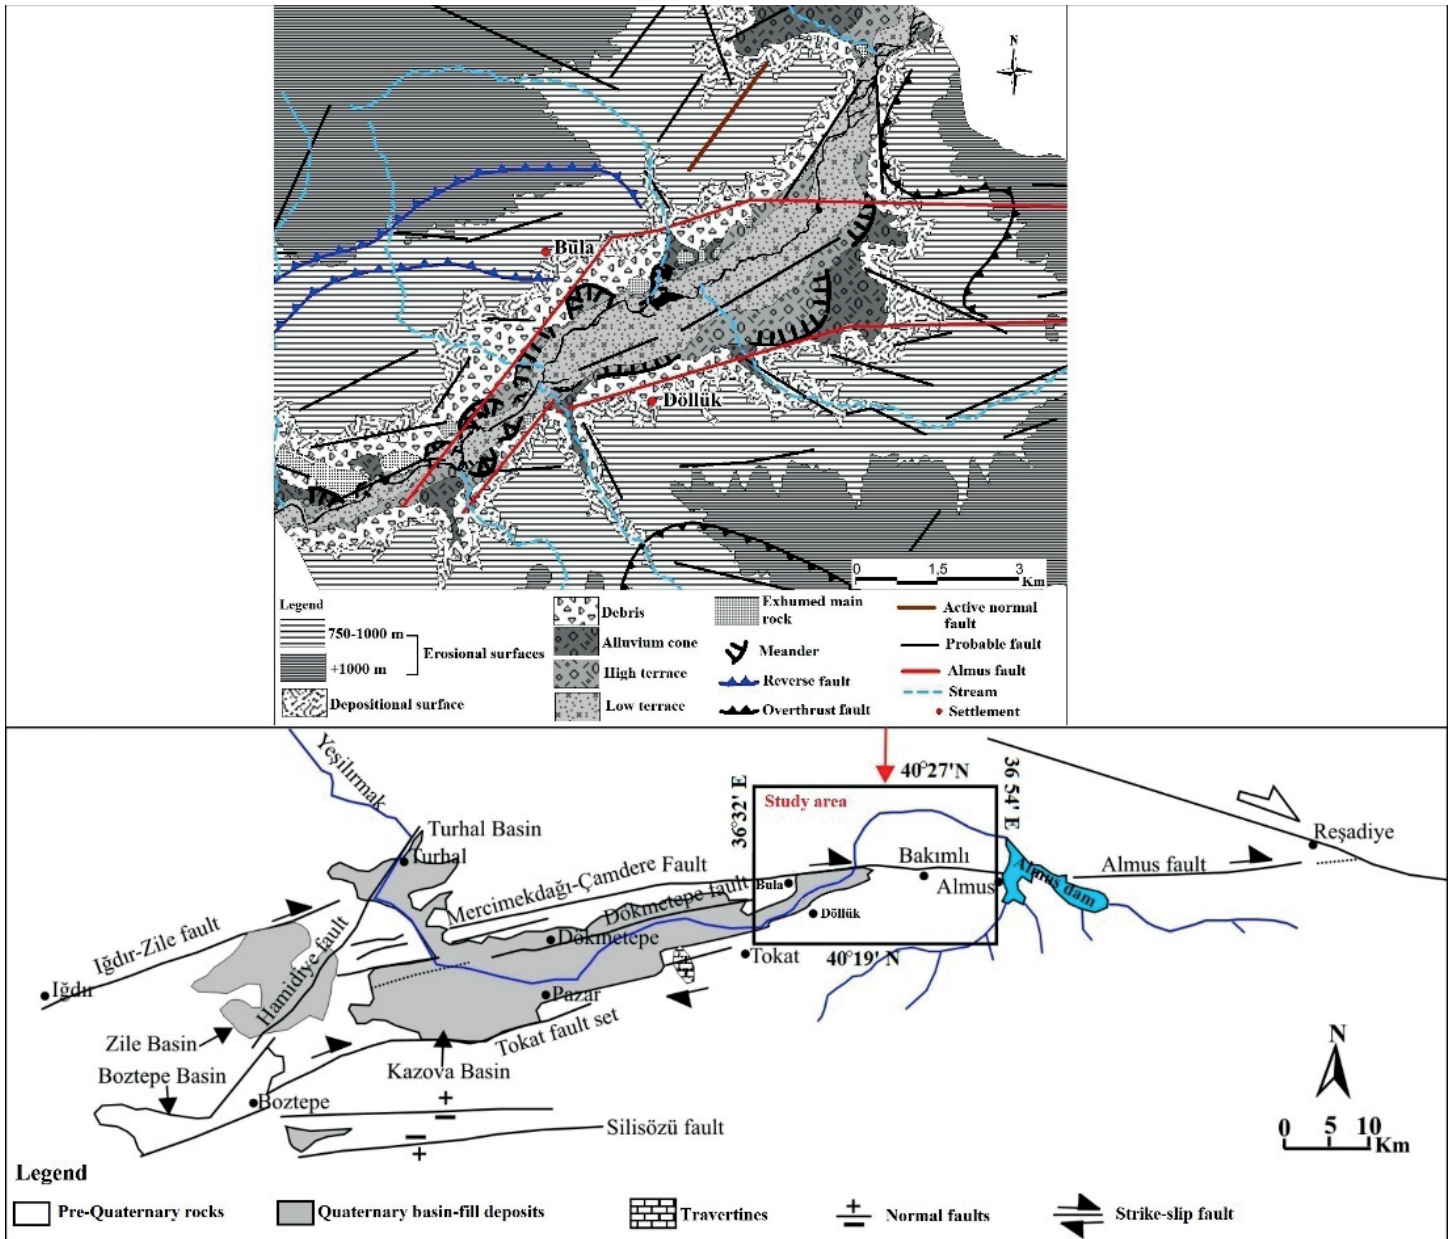 N
Bula
Döllük
0 1,5 3
Km
Legend
750-1000 m
+1000 m
Erosional surfaces
Depositional surface
Debris
Alluvium cone
High terrace
Low terrace
Exhumed main
rock
Meander
Reverse fault
Overthrust fault
Active normal
fault
Probable fault
Almus fault
Stream
Settlement
Yeşilırmak
Turhal Basin
Turhal
Mercimekdağı-Çamdere Fault
Dökmetepe fault
Dökmetepe
Iğdır-Zile fault
Iğdır
Hamidiye fault
Zile Basin
Boztepe Basin
Boztepe
Kazova Basin
Pazar
Tokat fault set
Silisözü fault
+
−
−
+
36°32' E
Study area
40°27'N
36 54' E
40°19' N
Bula
Döllük
Tokat
Bakımlı
Almus
Almus dam
Almus fault
Reşadiye
N
0 5 10
Km
Legend
Pre-Quaternary rocks
Quaternary basin-fill deposits
Travertines
+
−
Normal faults
Strike-slip fault